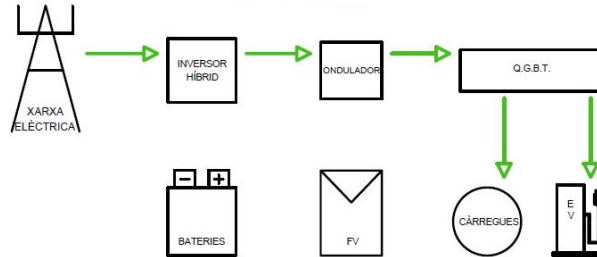 INVERSOR
HÍBRID
ONDULADOR
Q.G.B.T.
XARXA
ELÈCTRICA
BATERIES
FV
CÀRREGUES
E
V